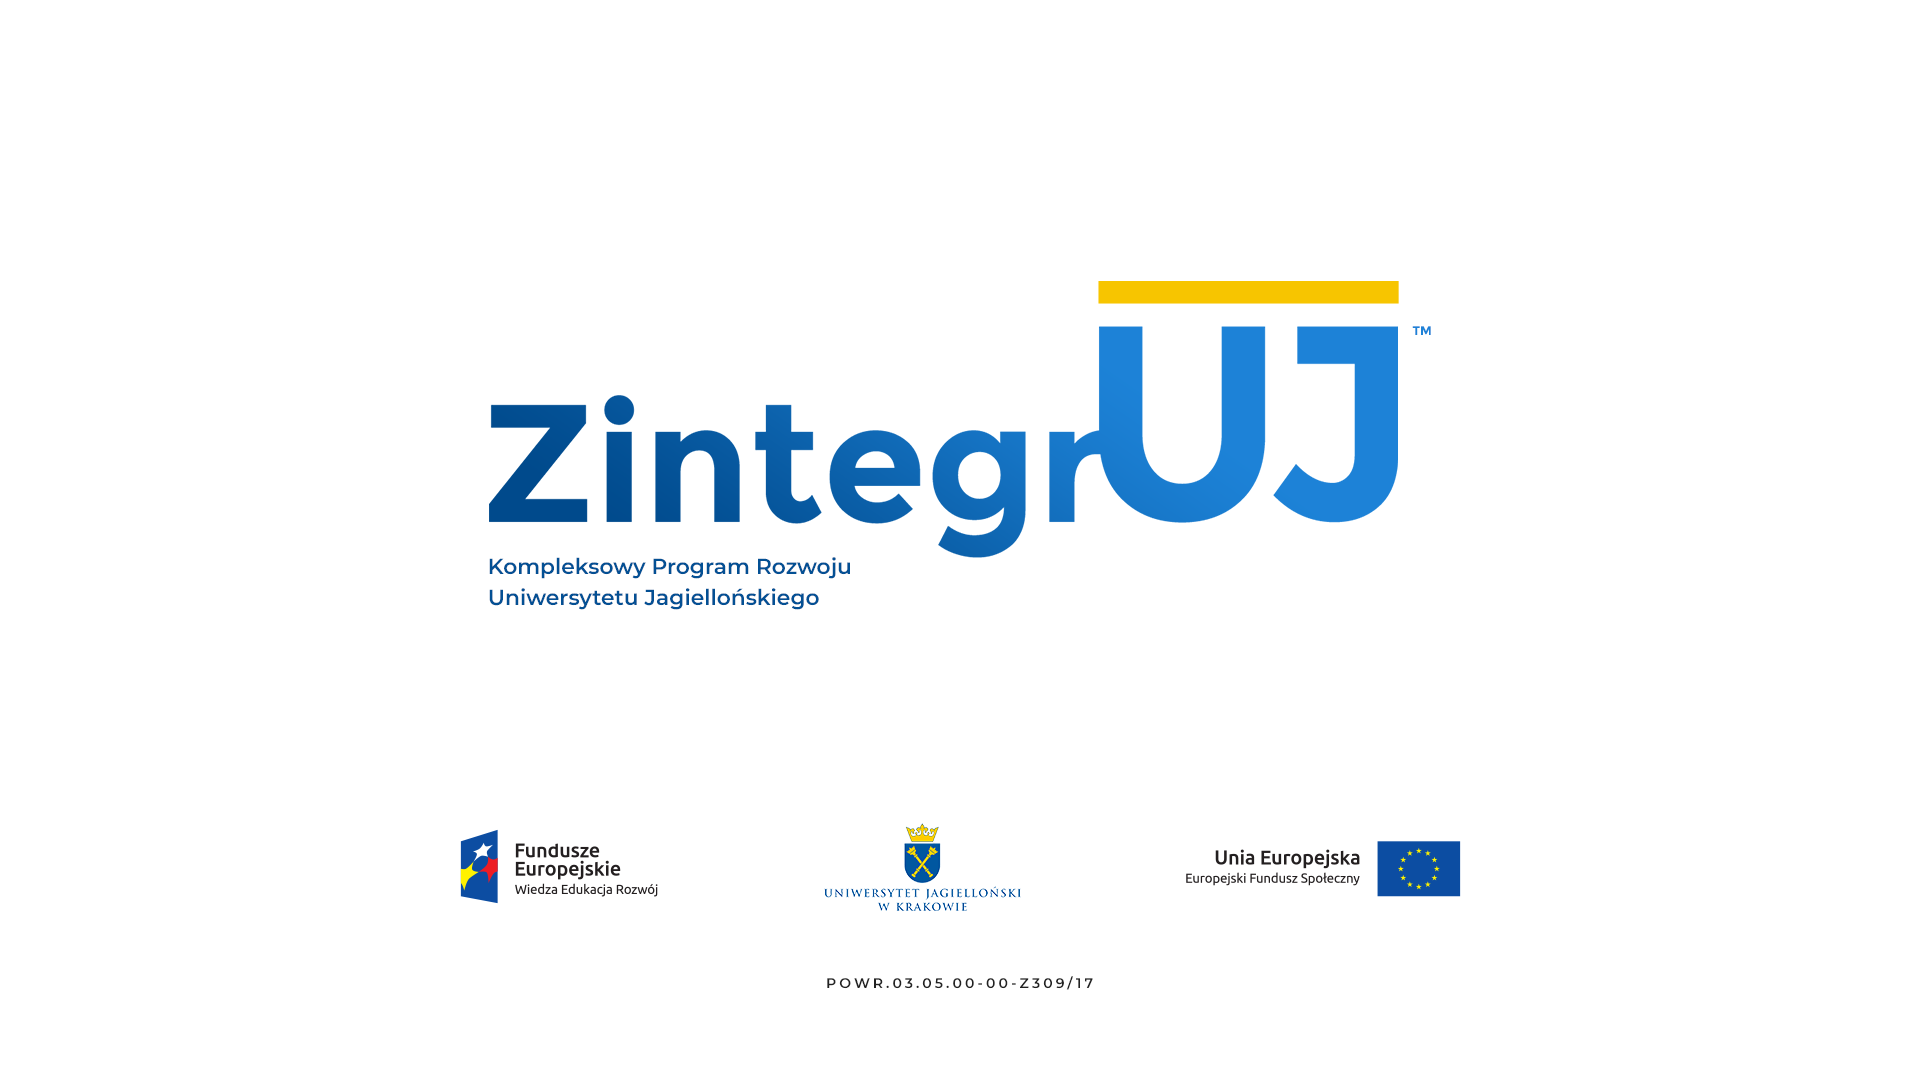 ZintegrUJ™
Kompleksowy Program Rozwoju
Uniwersytetu Jagiellońskiego
Fundusze
Europejskie
Wiedza Edukacja Rozwój
UNIWERSYTET JAGIELLOŃSKI
W KRAKOWIE
Unia Europejska
Europejski Fundusz Społeczny
POWR.03.05.00-00-Z309/17